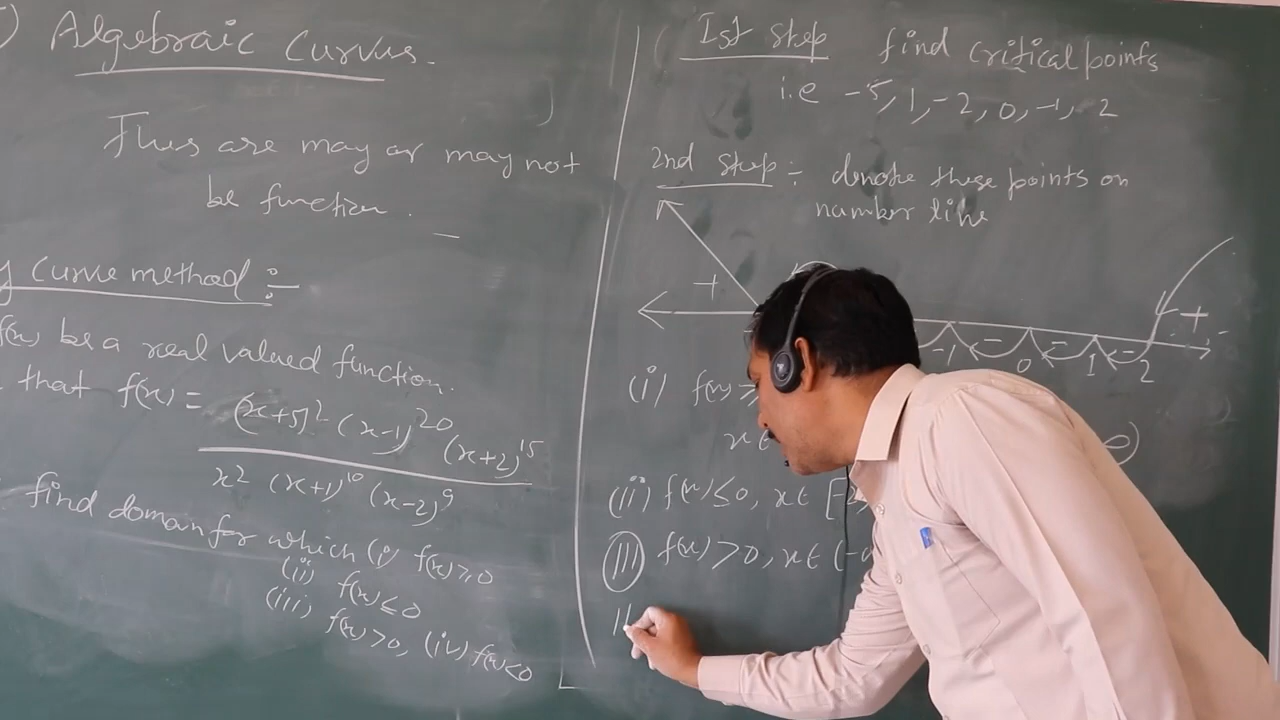 Algebraic Curves.
This are may or may not
be function.
y Curve method ÷
f(x) be a real valued function.
that f(x) = (x+5)² (x-1)²⁰ (x+2)¹⁵
x² (x+1)¹⁰ (x-2)⁹
find domain for which (i) f(x) ≥ 0
(ii) f(x) ≤ 0
(iii) f(x) > 0, (iv) f(x) < 0
Ist step find critical points
i.e -5, 1, -2, 0, -1, 2
2nd step ÷ denote these points on
number line
+ +
- - -
-1 0 1 2
(i) f(x) ≥
x ∈ ∞)
(ii) f(x) ≤ 0, x ∈ [-2,
(III) f(x) > 0, x ∈ (-∞